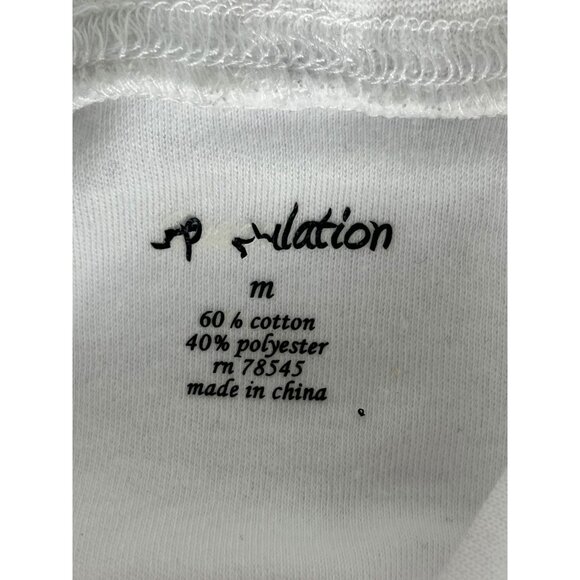 m
60% cotton
40% polyester
rn 78545
made in china